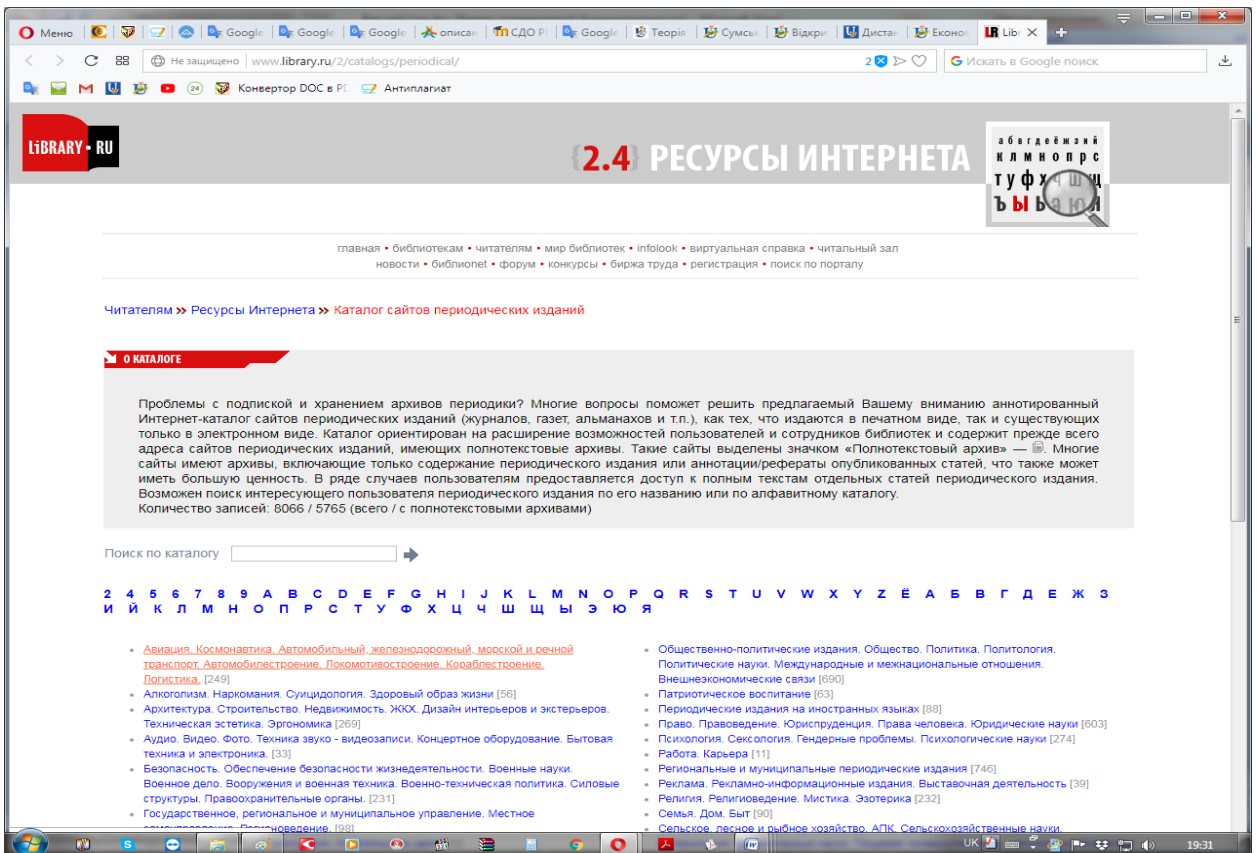 Меню
Google
Google
Google
описан
СДО РГ
Google
Теорія
Сумсы
Відкри
Дистан
Економ
Libr
Не защищено www.library.ru/2/catalogs/periodical/
2
Искать в Google поиск
24
Конвертор DOC в PD
Антиплагиат
LiBRARY • RU
{2.4} РЕСУРСЫ ИНТЕРНЕТА
а б в г д е ё ж з и й
к л м н о п р с
т у ф х ч ш щ
Ъ Ы Ь а ю Я
главная • библиотекам • читателям • мир библиотек • infolook • виртуальная справка • читальный зал
новости • библионet • форум • конкурсы • биржа труда • регистрация • поиск по порталу
Читателям » Ресурсы Интернета » Каталог сайтов периодических изданий
О КАТАЛОГЕ
Проблемы с подпиской и хранением архивов периодики? Многие вопросы поможет решить предлагаемый Вашему вниманию аннотированный
Интернет-каталог сайтов периодических изданий (журналов, газет, альманахов и т.п.), как тех, что издаются в печатном виде, так и существующих
только в электронном виде. Каталог ориентирован на расширение возможностей пользователей и сотрудников библиотек и содержит прежде всего
адреса сайтов периодических изданий, имеющих полнотекстовые архивы. Такие сайты выделены значком «Полнотекстовый архив» — . Многие
сайты имеют архивы, включающие только содержание периодического издания или аннотации/рефераты опубликованных статей, что также может
иметь большую ценность. В ряде случаев пользователям предоставляется доступ к полным текстам отдельных статей периодического издания.
Возможен поиск интересующего пользователя периодического издания по его названию или по алфавитному каталогу.
Количество записей: 8066 / 5765 (всего / с полнотекстовыми архивами)
Поиск по каталогу
2 4 5 6 7 8 9 A B C D E F G H I J K L M N O P Q R S T U V W X Y Z Ё А Б В Г Д Е Ж З
И Й К Л М Н О П Р С Т У Ф Х Ц Ч Ш Щ Ы Э Ю Я
Авиация. Космонавтика. Автомобильный, железнодорожный, морской и речной
транспорт. Автомобилестроение. Локомотивостроение. Кораблестроение.
Логистика. [249]
Алкоголизм. Наркомания. Суицидология. Здоровый образ жизни [56]
Архитектура. Строительство. Недвижимость. ЖКХ. Дизайн интерьеров и экстерьеров.
Техническая эстетика. Эргономика [269]
Аудио. Видео. Фото. Техника звуко - видеозаписи. Концертное оборудование. Бытовая
техника и электроника. [33]
Безопасность. Обеспечение безопасности жизнедеятельности. Военные науки.
Военное дело. Вооружения и военная техника. Военно-техническая политика. Силовые
структуры. Правоохранительные органы. [231]
Государственное, региональное и муниципальное управление. Местное
самоуправление. Регионоведение. [98]
Общественно-политические издания. Общество. Политика. Политология.
Политические науки. Международные и межнациональные отношения.
Внешнеэкономические связи [690]
Патриотическое воспитание [63]
Периодические издания на иностранных языках [88]
Право. Правоведение. Юриспруденция. Права человека. Юридические науки [603]
Психология. Сексология. Гендерные проблемы. Психологические науки [274]
Работа. Карьера [11]
Региональные и муниципальные периодические издания [746]
Реклама. Рекламно-информационные издания. Выставочная деятельность [39]
Религия. Религиоведение. Мистика. Эзотерика [232]
Семья. Дом. Быт [90]
Сельское, лесное и рыбное хозяйство. АПК. Сельскохозяйственные науки.
UK
19:31